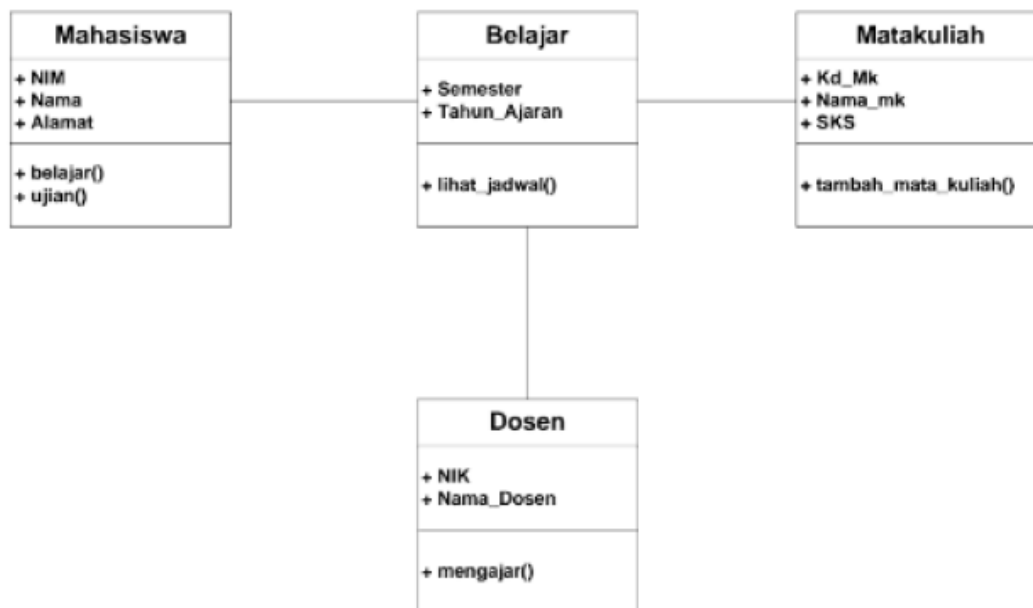 Mahasiswa
+ NIM
+ Nama
+ Alamat
+ belajar()
+ ujian()
Belajar
+ Semester
+ Tahun_Ajaran
+ lihat_jadwal()
Matakuliah
+ Kd_Mk
+ Nama_mk
+ SKS
+ tambah_mata_kuliah()
Dosen
+ NIK
+ Nama_Dosen
+ mengajar()